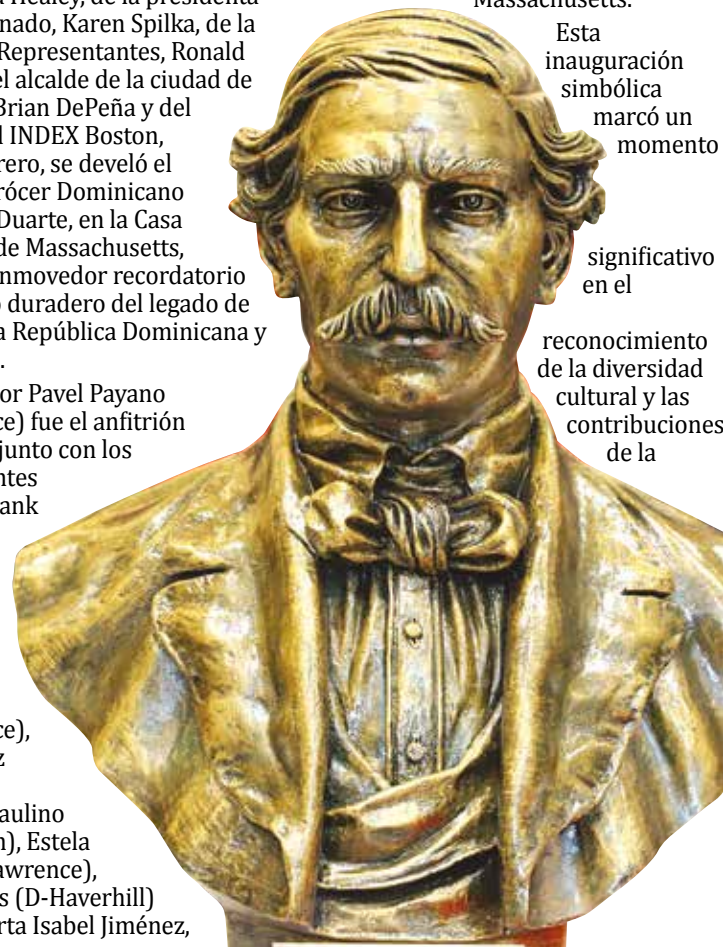 Healey, de la presidenta
nado, Karen Spilka, de la
Representantes, Ronald
el alcalde de la ciudad de
Brian DePeña y del
l INDEX Boston,
rero, se develó el
rócer Dominicano
Duarte, en la Casa
de Massachusetts,
nmovedor recordatorio
o duradero del legado de
a República Dominicana y
.
or Pavel Payano
ce) fue el anfitrión
junto con los
ntes
ank
ce),
z
aulino
n), Estela
awrence),
s (D-Haverhill)
rta Isabel Jiménez,
Massachusetts.
Esta
inauguración
simbólica
marcó un
momento
significativo
en el
reconocimiento
de la diversidad
cultural y las
contribuciones
de la